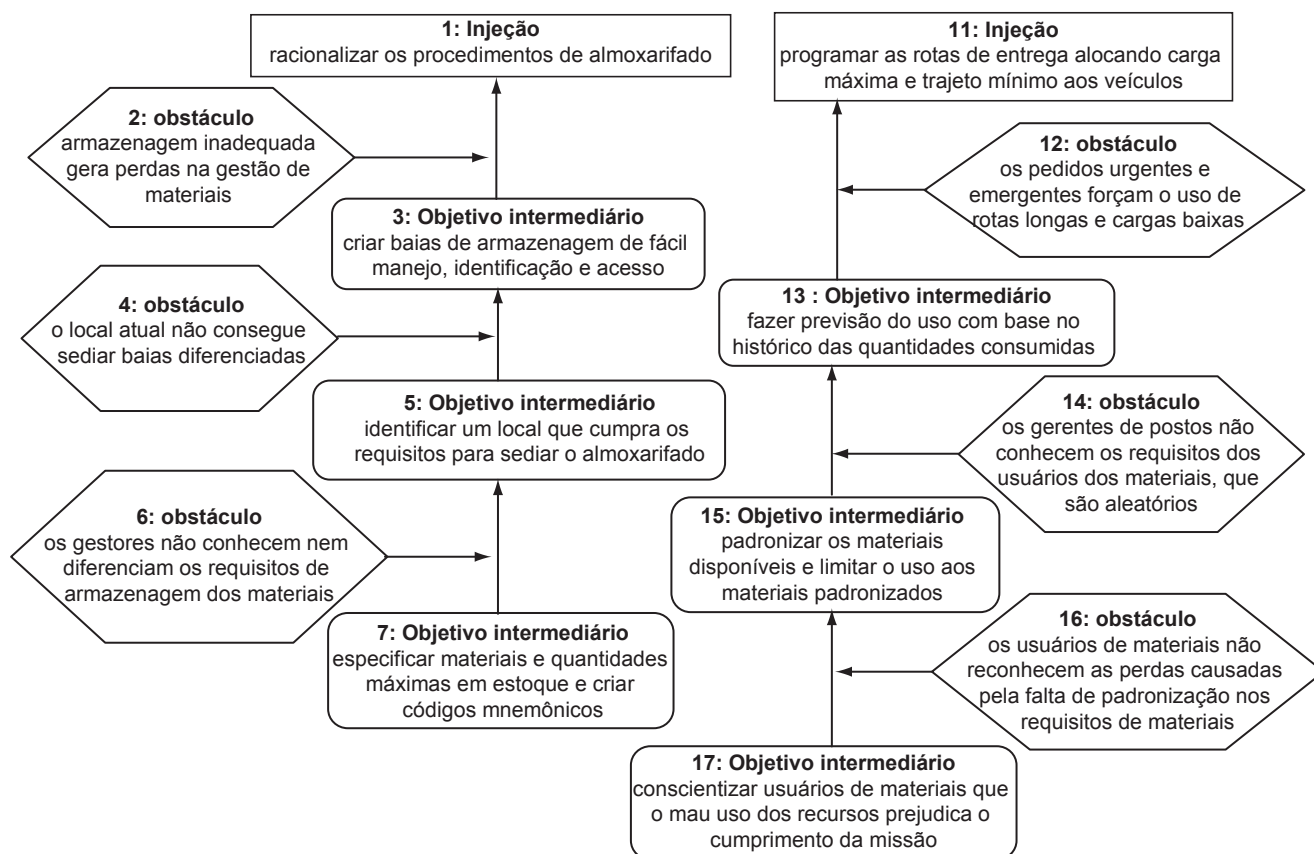 1: Injeção
racionalizar os procedimentos de almoxarifado
2: obstáculo
armazenagem inadequada
gera perdas na gestão de
materiais
3: Objetivo intermediário
criar baias de armazenagem de fácil
manejo, identificação e acesso
4: obstáculo
o local atual não consegue
sediar baias diferenciadas
5: Objetivo intermediário
identificar um local que cumpra os
requisitos para sediar o almoxarifado
6: obstáculo
os gestores não conhecem nem
diferenciam os requisitos de
armazenagem dos materiais
7: Objetivo intermediário
especificar materiais e quantidades
máximas em estoque e criar
códigos mnemônicos
11: Injeção
programar as rotas de entrega alocando carga
máxima e trajeto mínimo aos veículos
12: obstáculo
os pedidos urgentes e
emergentes forçam o uso de
rotas longas e cargas baixas
13 : Objetivo intermediário
fazer previsão do uso com base no
histórico das quantidades consumidas
14: obstáculo
os gerentes de postos não
conhecem os requisitos dos
usuários dos materiais, que
são aleatórios
15: Objetivo intermediário
padronizar os materiais
disponíveis e limitar o uso aos
materiais padronizados
16: obstáculo
os usuários de materiais não
reconhecem as perdas causadas
pela falta de padronização nos
requisitos de materiais
17: Objetivo intermediário
conscientizar usuários de materiais que
o mau uso dos recursos prejudica o
cumprimento da missão